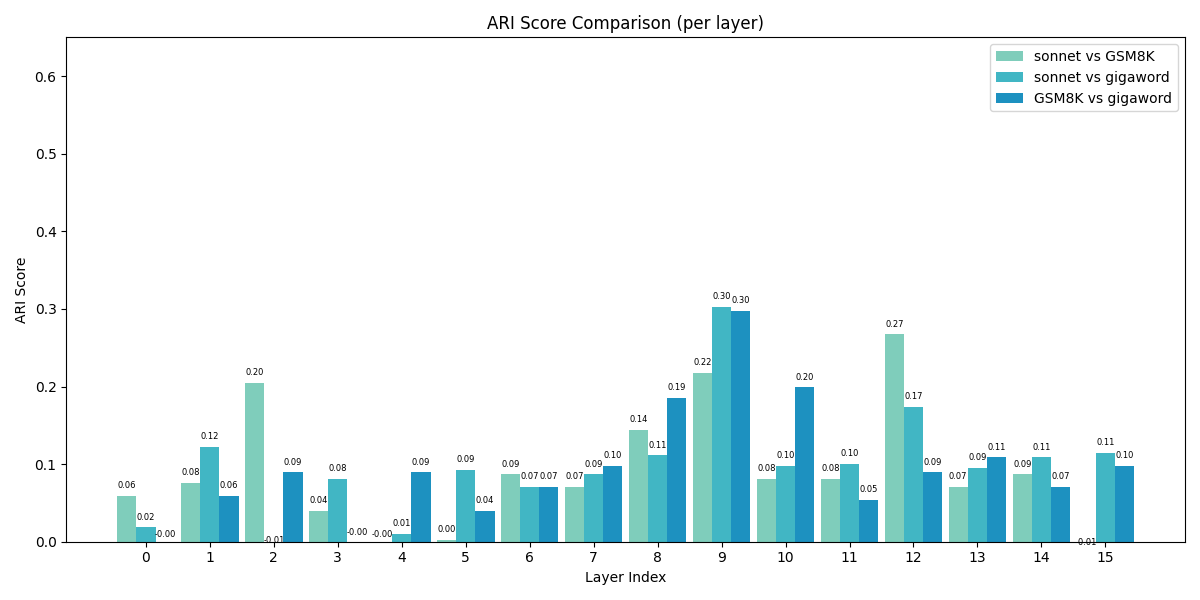 ARI Score Comparison (per layer)
sonnet vs GSM8K
sonnet vs gigaword
GSM8K vs gigaword
ARI Score
0.6
0.5
0.4
0.3
0.2
0.1
0.0
0.06 0.02 -0.00
0.08 0.12 0.06
0.20 -0.01 0.09
0.04 0.08 -0.00
-0.00 0.01 0.09
0.00 0.09 0.04
0.09 0.07 0.07
0.07 0.09 0.10
0.14 0.11 0.19
0.22 0.30 0.30
0.08 0.10 0.20
0.08 0.10 0.05
0.27 0.17 0.09
0.07 0.09 0.11
0.09 0.11 0.07
-0.01 0.11 0.10
0 1 2 3 4 5 6 7 8 9 10 11 12 13 14 15
Layer Index